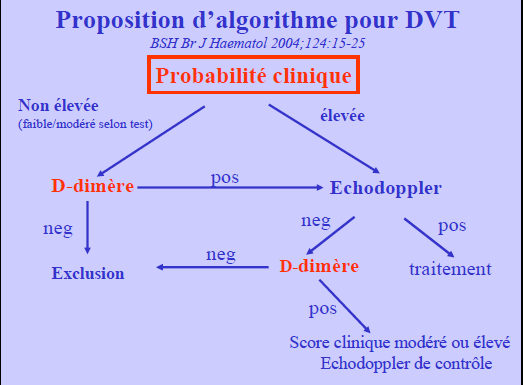 Proposition d’algorithme pour DVT
BSH Br J Haematol 2004;124:15-25
Probabilité clinique
Non élevée
(faible/modéré selon test)
élevée
D-dimère
pos
Echodoppler
neg
neg
pos
Exclusion
neg
D-dimère
traitement
pos
Score clinique modéré ou élevé
Echodoppler de contrôle